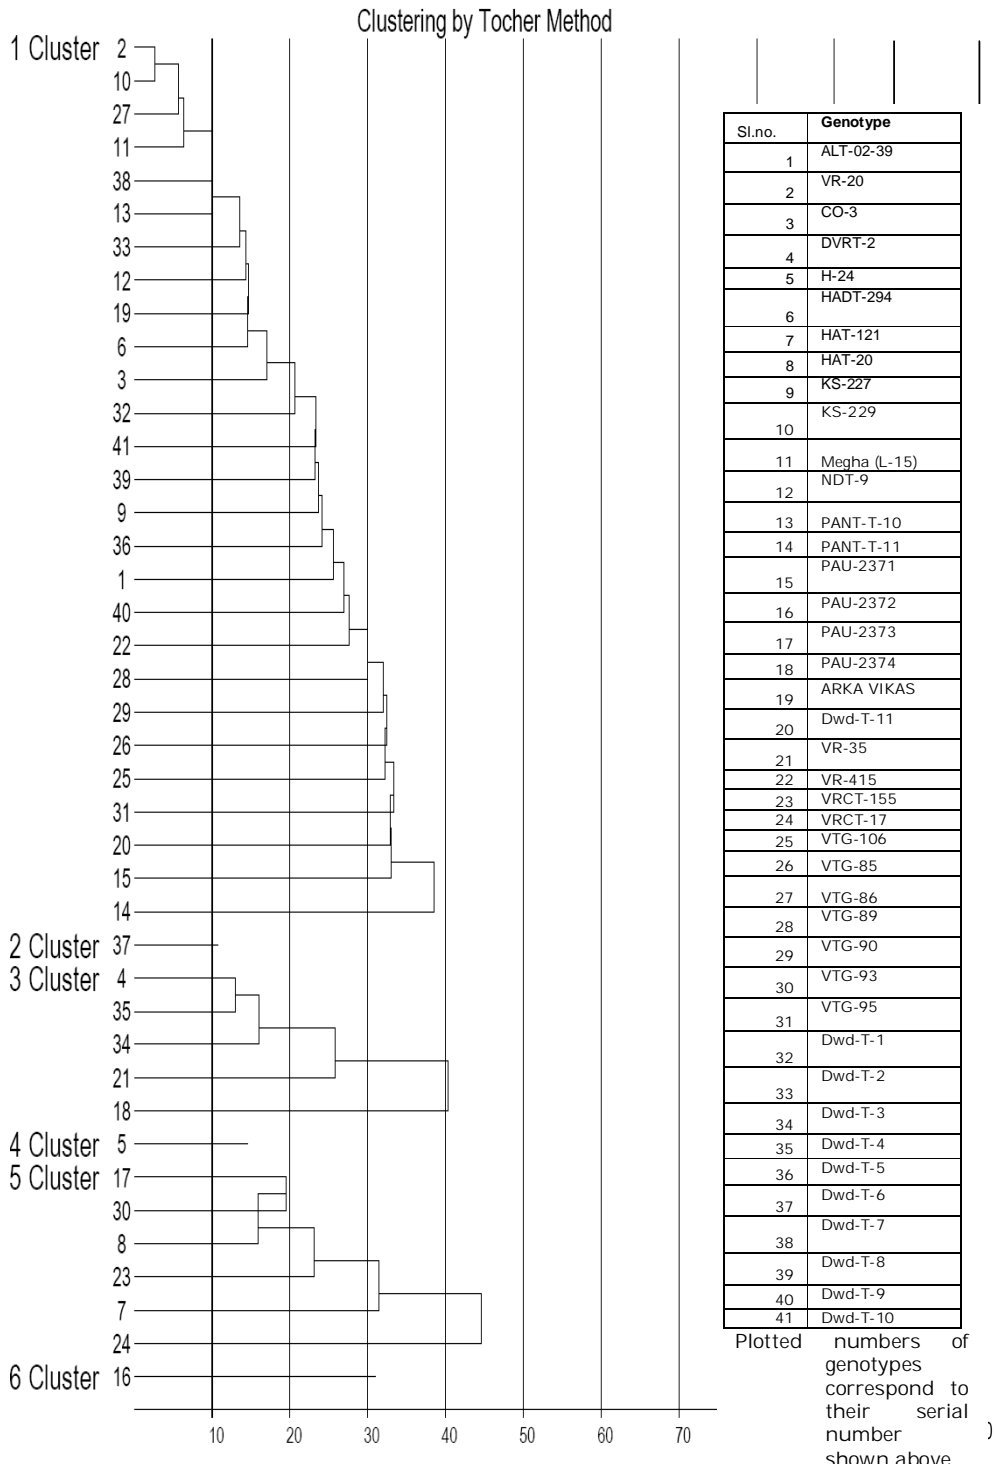 Clustering by Tocher Method
1 Cluster 2
10
27
11
38
13
33
12
19
6
3
32
41
39
9
36
1
40
22
28
29
26
25
31
20
15
14
2 Cluster 37
3 Cluster 4
35
34
21
18
4 Cluster 5
5 Cluster 17
30
8
23
7
24
6 Cluster 16
10 20 30 40 50 60 70
Sl.no. Genotype
1 ALT-02-39
2 VR-20
3 CO-3
4 DVRT-2
5 H-24
6 HADT-294
7 HAT-121
8 HAT-20
9 KS-227
10 KS-229
11 Megha (L-15)
12 NDT-9
13 PANT-T-10
14 PANT-T-11
15 PAU-2371
16 PAU-2372
17 PAU-2373
18 PAU-2374
19 ARKA VIKAS
20 Dwd-T-11
21 VR-35
22 VR-415
23 VRCT-155
24 VRCT-17
25 VTG-106
26 VTG-85
27 VTG-86
28 VTG-89
29 VTG-90
30 VTG-93
31 VTG-95
32 Dwd-T-1
33 Dwd-T-2
34 Dwd-T-3
35 Dwd-T-4
36 Dwd-T-5
37 Dwd-T-6
38 Dwd-T-7
39 Dwd-T-8
40 Dwd-T-9
41 Dwd-T-10
Plotted numbers of
genotypes
correspond to
their serial
number
shown above